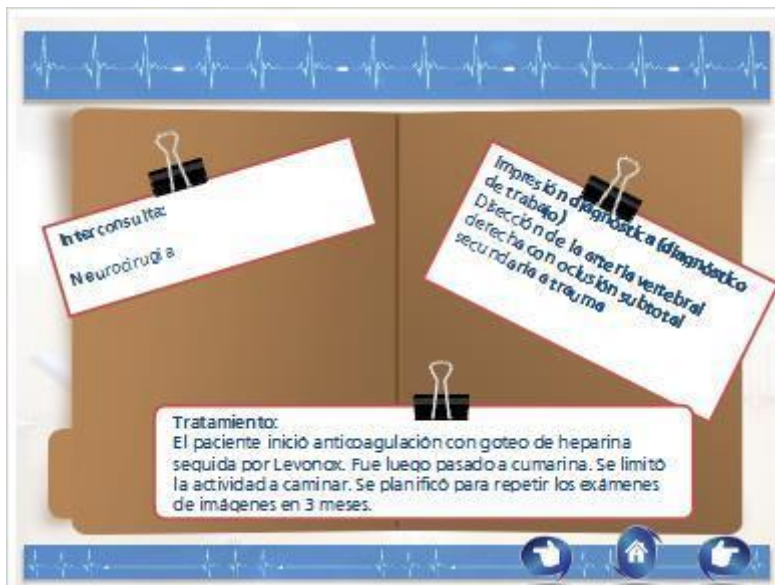 Interconsulta:
Neurocirugía
Impresión diagnóstica (diagnóstico
de trabajo)
Disección de la arteria vertebral
derecha con oclusión subtotal
secundaria a trauma
Tratamiento:
El paciente inició anticoagulación con goteo de heparina
seguida por Levonox. Fue luego pasado a cumarina. Se limitó
la actividad a caminar. Se planificó para repetir los exámenes
de imágenes en 3 meses.